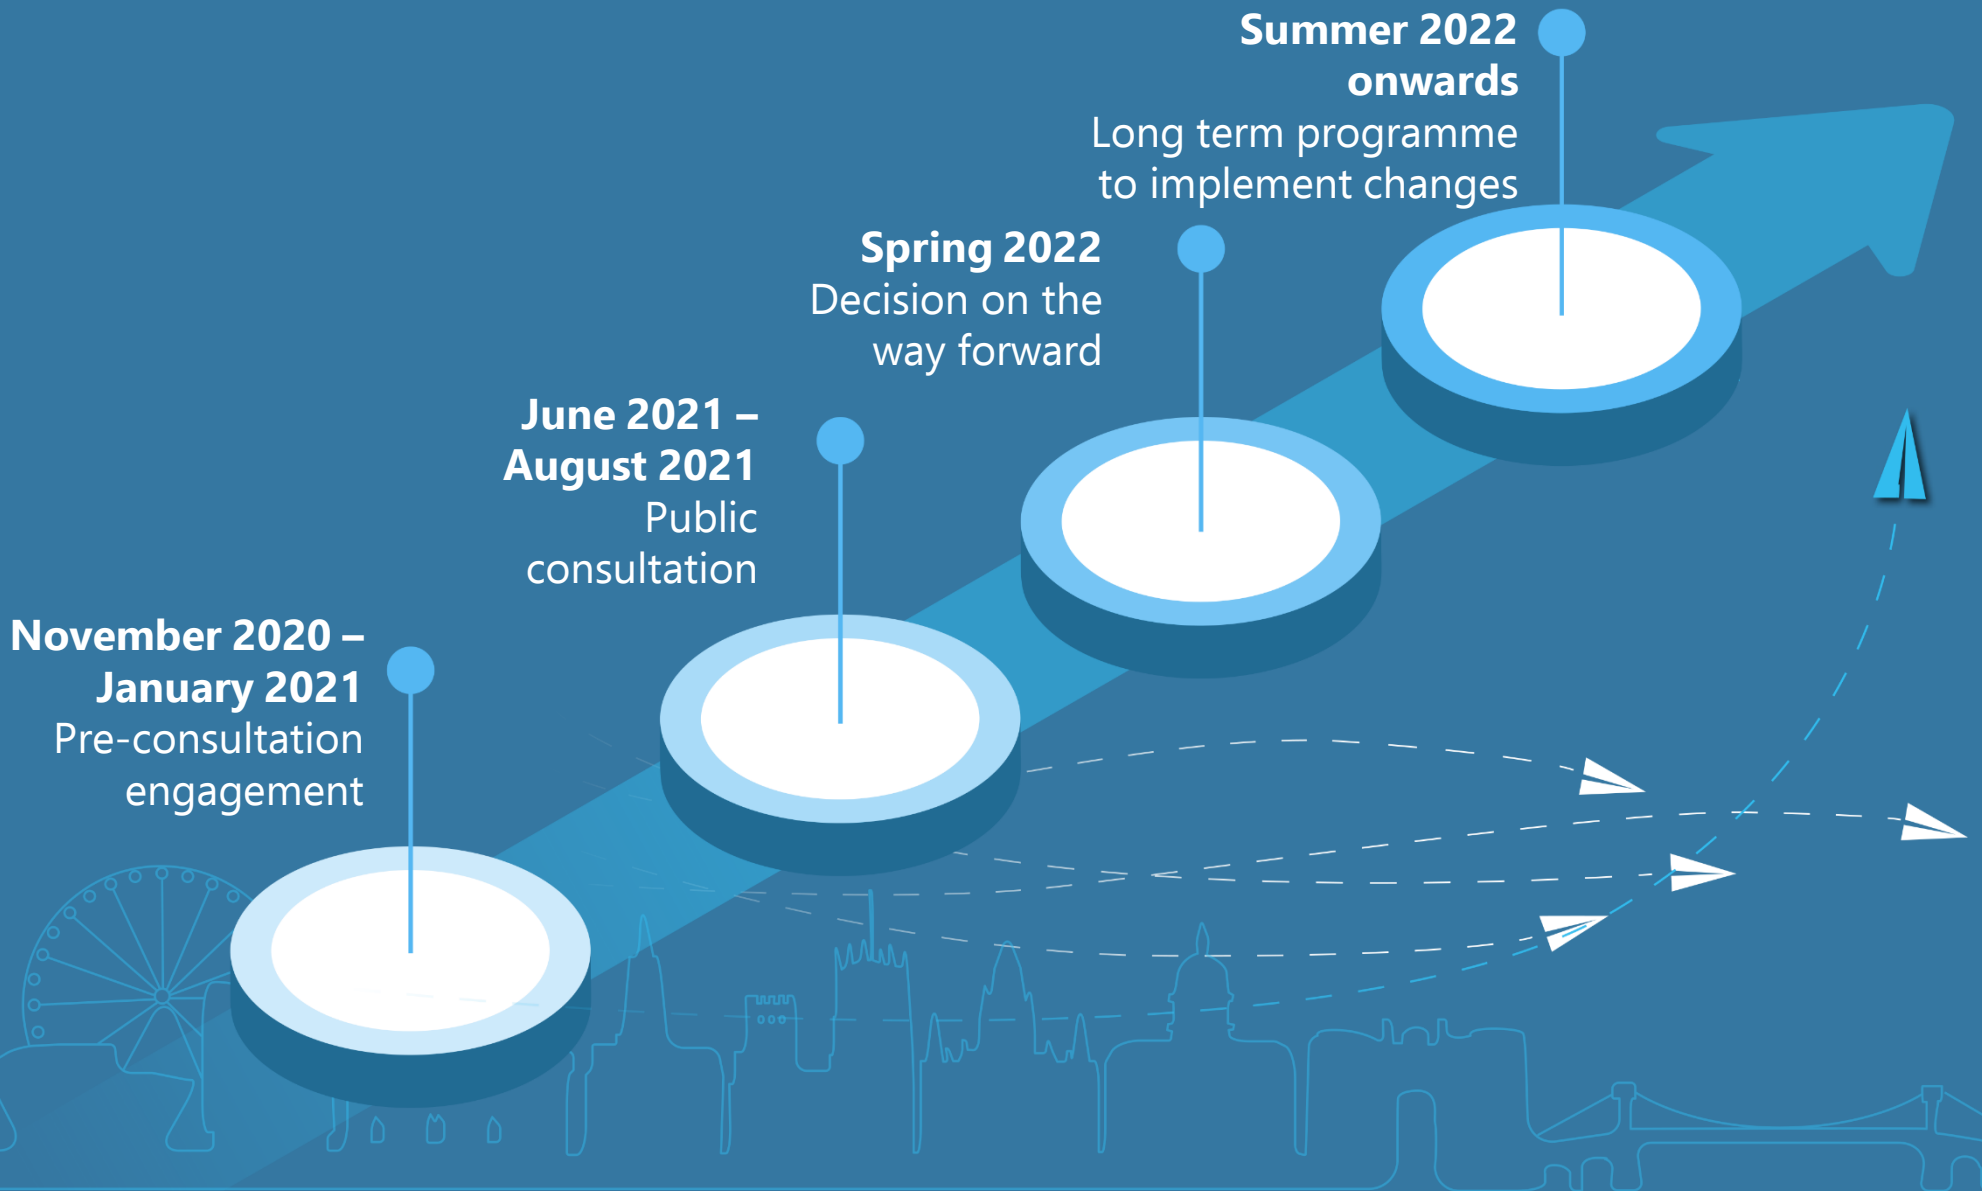 November 2020 –
January 2021
Pre-consultation
engagement
June 2021 –
August 2021
Public
consultation
Spring 2022
Decision on the
way forward
Summer 2022
onwards
Long term programme
to implement changes